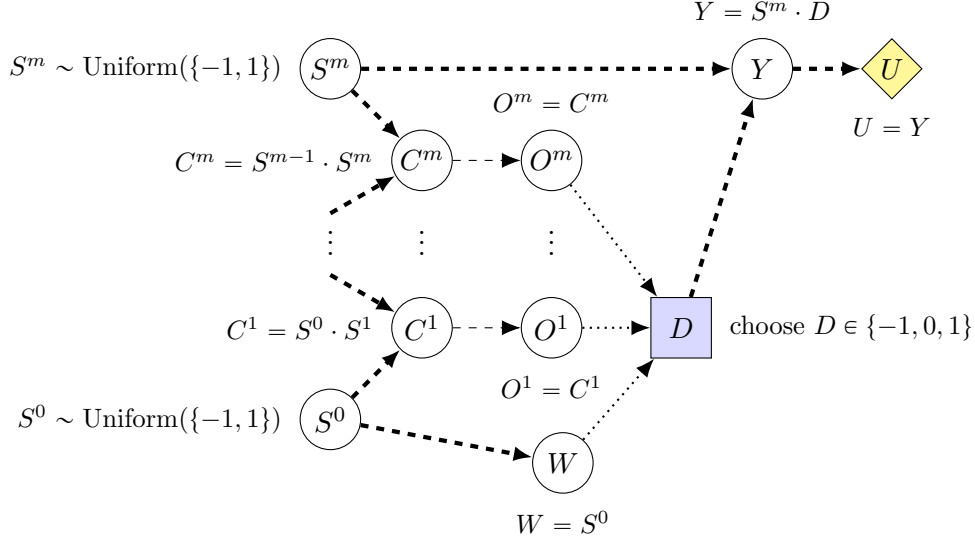 Y = S^m · D
S^m ∼ Uniform({−1, 1})
S^m
Y
U
O^m = C^m
U = Y
C^m = S^{m−1} · S^m
C^m
O^m
⋮ ⋮ ⋮
C^1 = S^0 · S^1
C^1
O^1
D
choose D ∈ {−1, 0, 1}
O^1 = C^1
S^0 ∼ Uniform({−1, 1})
S^0
W
W = S^0